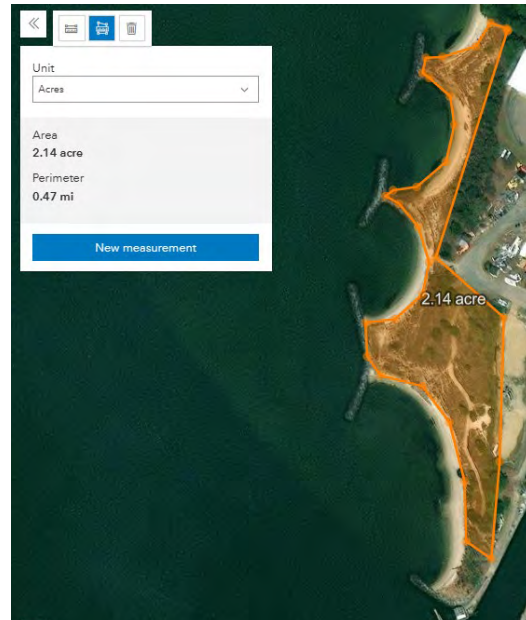 Unit
Acres
Area
2.14 acre
Perimeter
0.47 mi
New measurement
2.14 acre